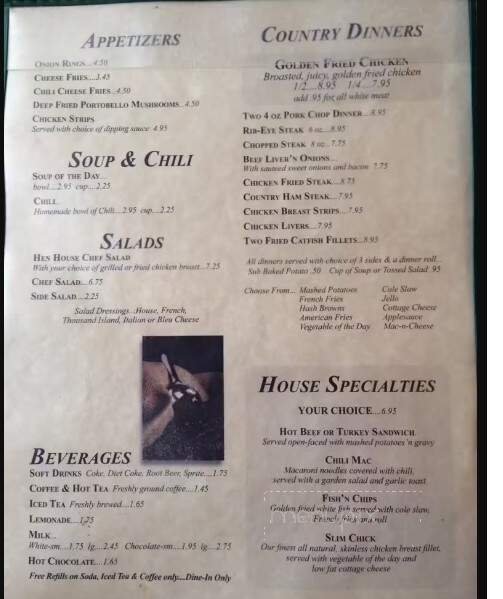 APPETIZERS
ONION RINGS...4.50
CHEESE FRIES....3.45
CHILI CHEESE FRIES...4.50
DEEP FRIED PORTOBELLO MUSHROOMS...4.50
CHICKEN STRIPS
Served with choice of dipping sauce 4.95
SOUP & CHILI
SOUP OF THE DAY...
bowl....2.95 cup....2.25
CHILI
Homemade bowl of Chili....2.95 cup....2.25
SALADS
HEN HOUSE CHEF SALAD
With your choice of grilled or fried chicken breast...7.25
CHEF SALAD....6.75
SIDE SALAD....2.25
Salad Dressings...House, French,
Thousand Island, Italian or Bleu Cheese
BEVERAGES
SOFT DRINKS Coke, Diet Coke, Root Beer, Sprite....1.75
COFFEE & HOT TEA Freshly ground coffee....1.45
ICED TEA Freshly brewed....1.65
LEMONADE....1.75
MILK...
White-sm....1.75 lg....2.45 Chocolate-sm....1.95 lg....2.75
HOT CHOCOLATE....1.65
Free Refills on Soda, Iced Tea & Coffee only....Dine-In Only
COUNTRY DINNERS
GOLDEN FRIED CHICKEN
Broasted, juicy, golden fried chicken
1/2....8.95 1/4....7.95
add .95 for all white meat
TWO 4 OZ PORK CHOP DINNER...8.95
RIB-EYE STEAK 6 oz....8.95
CHOPPED STEAK 8 oz...7.75
BEEF LIVER'N ONIONS...
With sauteed sweet onions and bacon 7.75
CHICKEN FRIED STEAK....8.75
COUNTRY HAM STEAK....7.95
CHICKEN BREAST STRIPS....7.95
CHICKEN LIVERS....7.95
TWO FRIED CATFISH FILLETS...8.95
All dinners served with choice of 3 sides & a dinner roll...
Sub Baked Potato .50 Cup of Soup or Tossed Salad .95
Choose From... Mashed Potatoes Cole Slaw
French Fries Jello
Hash Browns Cottage Cheese
American Fries Applesauce
Vegetable of the Day Mac-n-Cheese
HOUSE SPECIALTIES
YOUR CHOICE....6.95
HOT BEEF OR TURKEY SANDWICH
Served open-faced with mashed potatoes 'n gravy
CHILI MAC
Macaroni noodles covered with chili,
served with a garden salad and garlic toast
FISH'N CHIPS
Golden fried white fish served with cole slaw,
French fries and roll
SLIM CHICK
Our finest all natural, skinless chicken breast fillet,
served with vegetable of the day and
low fat cottage cheese